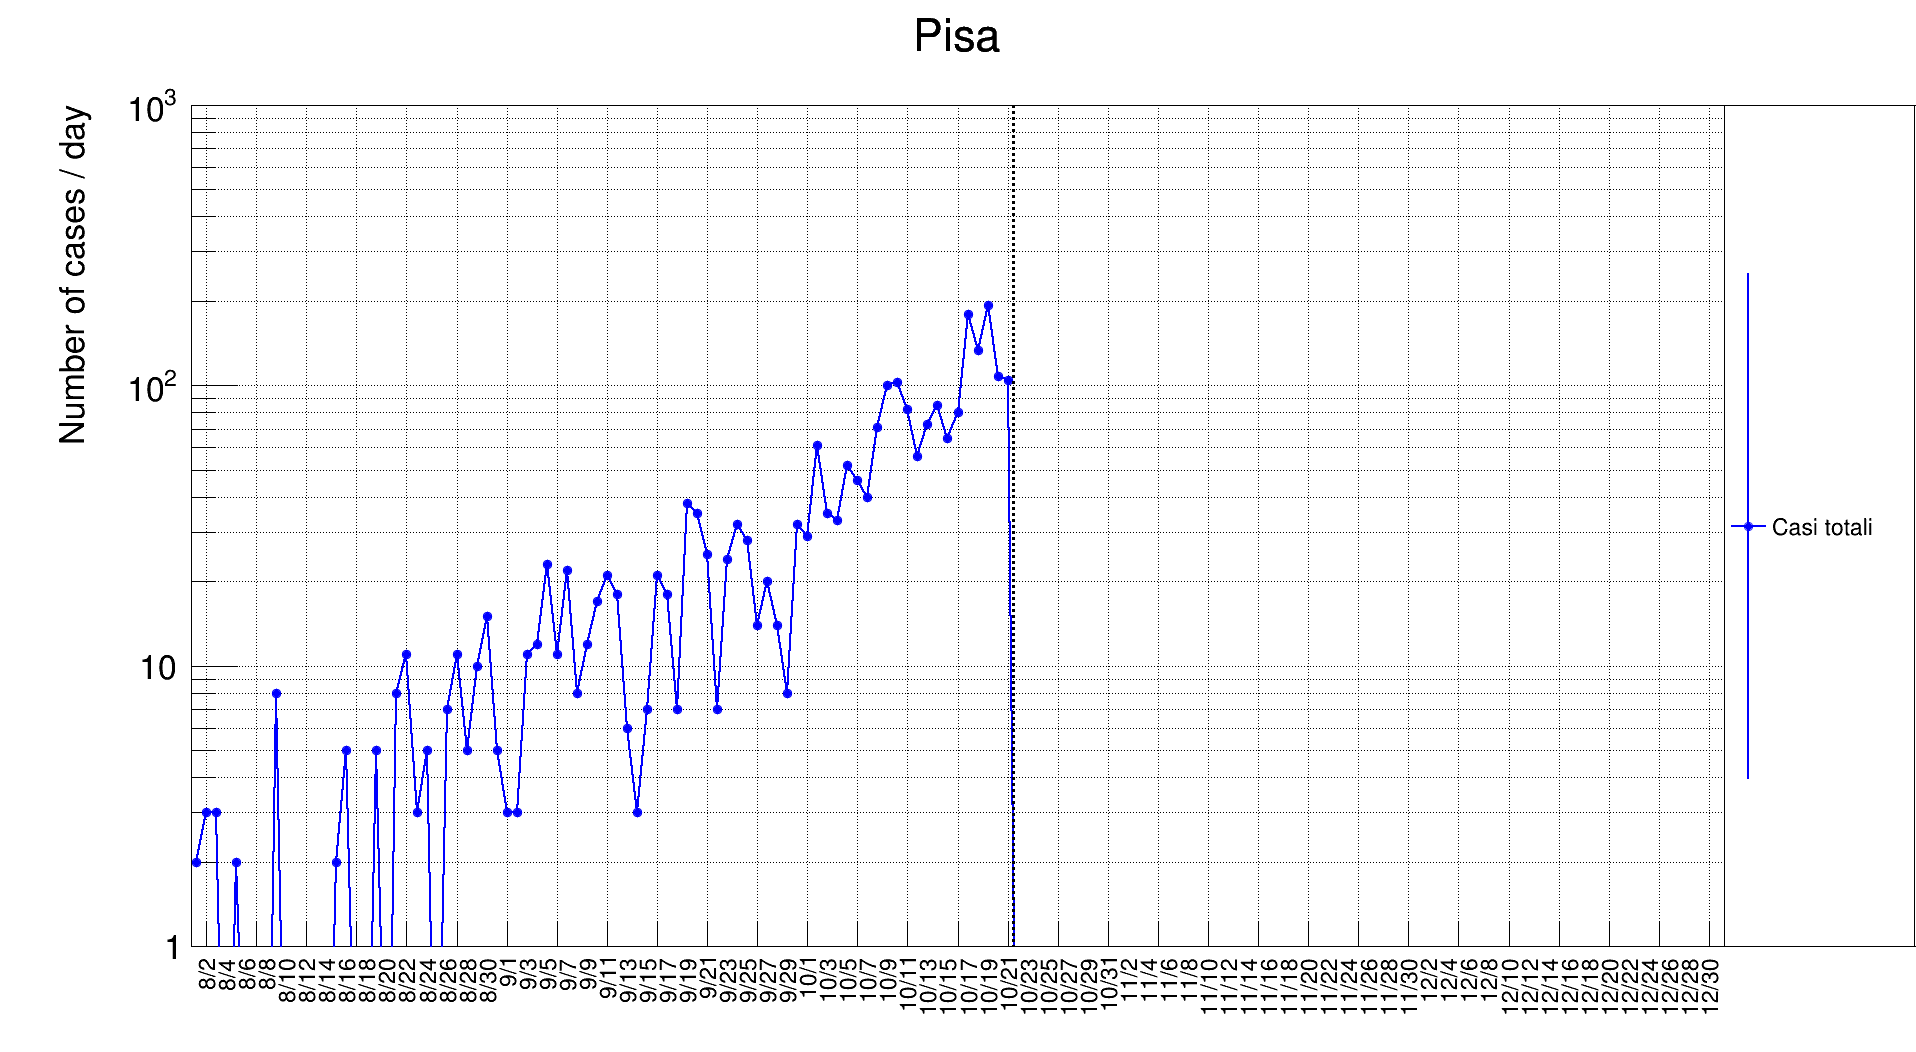 Pisa
Number of cases / day
10³
10²
10
1
Casi totali
8/2 8/4 8/6 8/8 8/10 8/12 8/14 8/16 8/18 8/20 8/22 8/24 8/26 8/28 8/30 9/1 9/3 9/5 9/7 9/9 9/11 9/13 9/15 9/17 9/19 9/21 9/23 9/25 9/27 9/29 10/1 10/3 10/5 10/7 10/9 10/11 10/13 10/15 10/17 10/19 10/21 10/23 10/25 10/27 10/29 10/31 11/2 11/4 11/6 11/8 11/10 11/12 11/14 11/16 11/18 11/20 11/22 11/24 11/26 11/28 11/30 12/2 12/4 12/6 12/8 12/10 12/12 12/14 12/16 12/18 12/20 12/22 12/24 12/26 12/28 12/30